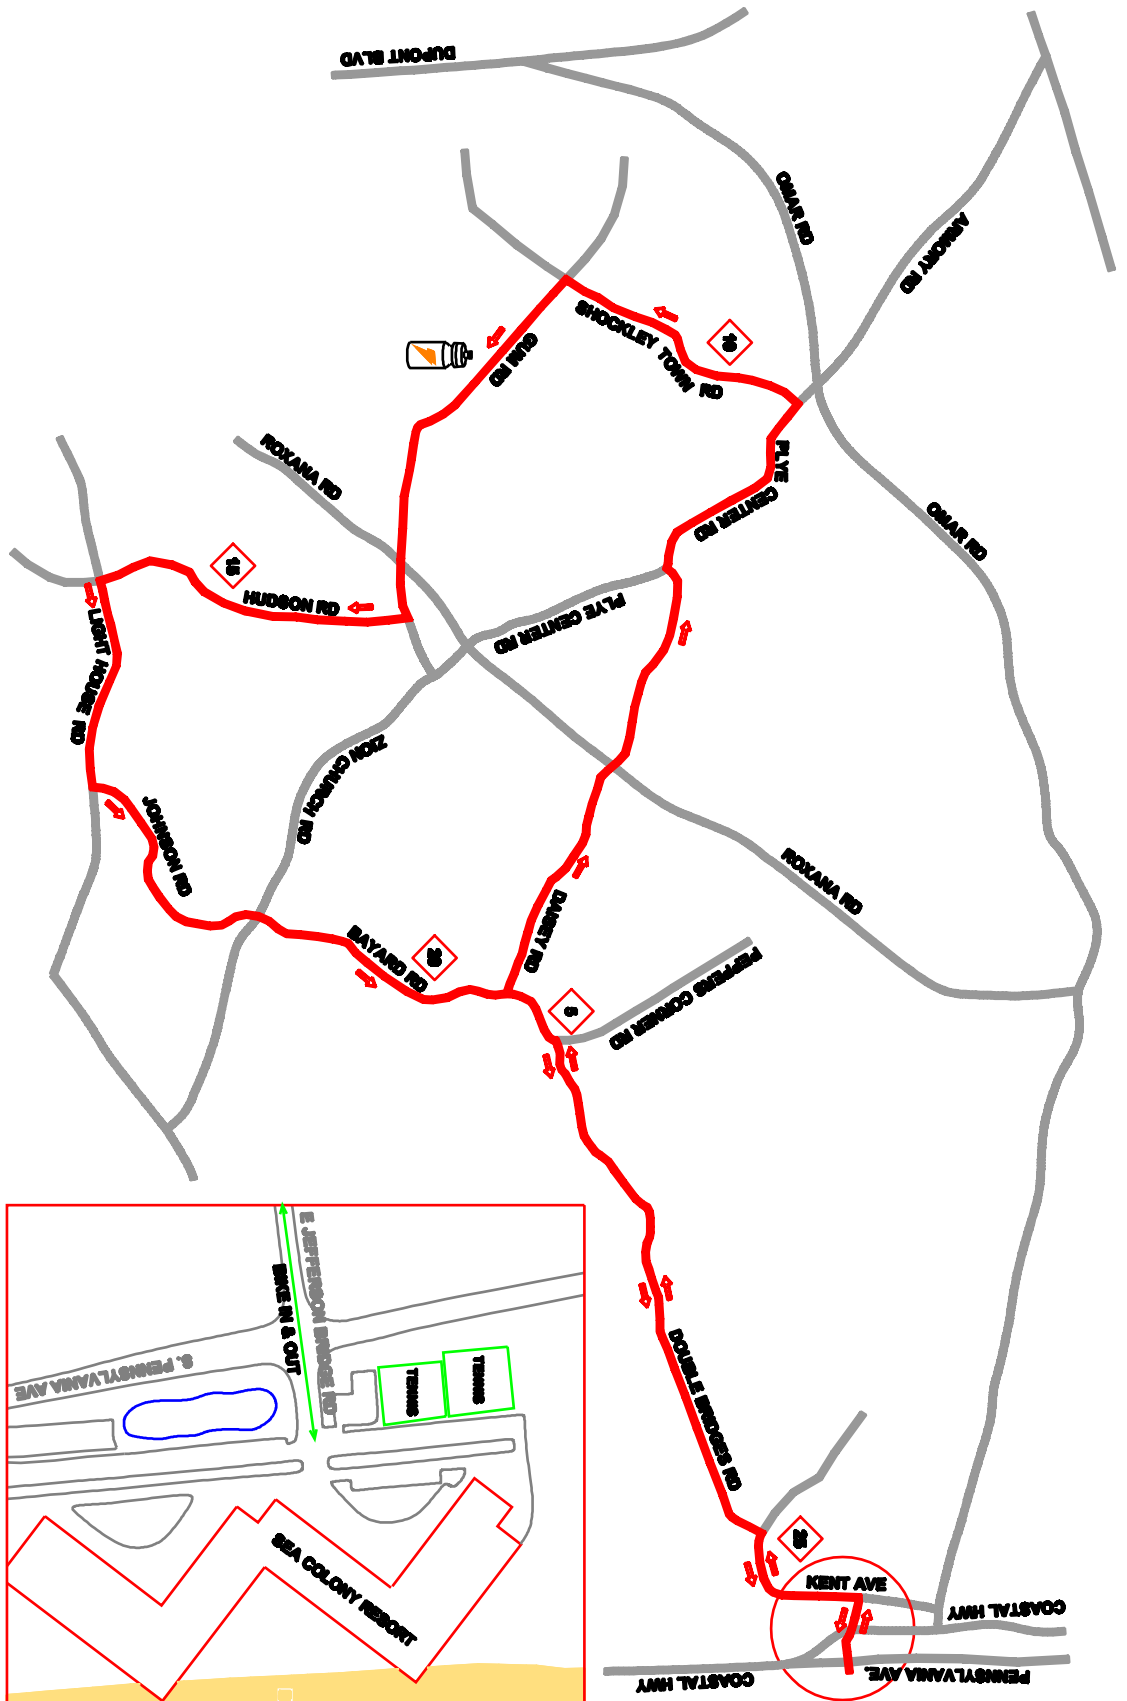 DUPONT BLVD
OMAR RD
ARMORY RD
SHOCKLEY TOWN RD
10
GUM RD
PLYE CENTER RD
ROXANA RD
OMAR RD
15
HUDSON RD
PLYE CENTER RD
LIGHT HOUSE RD
ZION CHURCH RD
JOHNSON RD
ROXANA RD
DAISEY RD
BAYARD RD
20
PEPPERS CORNER RD
5
DOUBLE BRIDGES RD
25
KENT AVE
COASTAL HWY
COASTAL HWY
PENNSYLVANIA AVE.
E JEFFERSON BRIDGE RD
BIKE IN & OUT
S. PENNSYLVANIA AVE
TENNIS
TENNIS
SEA COLONY RESORT